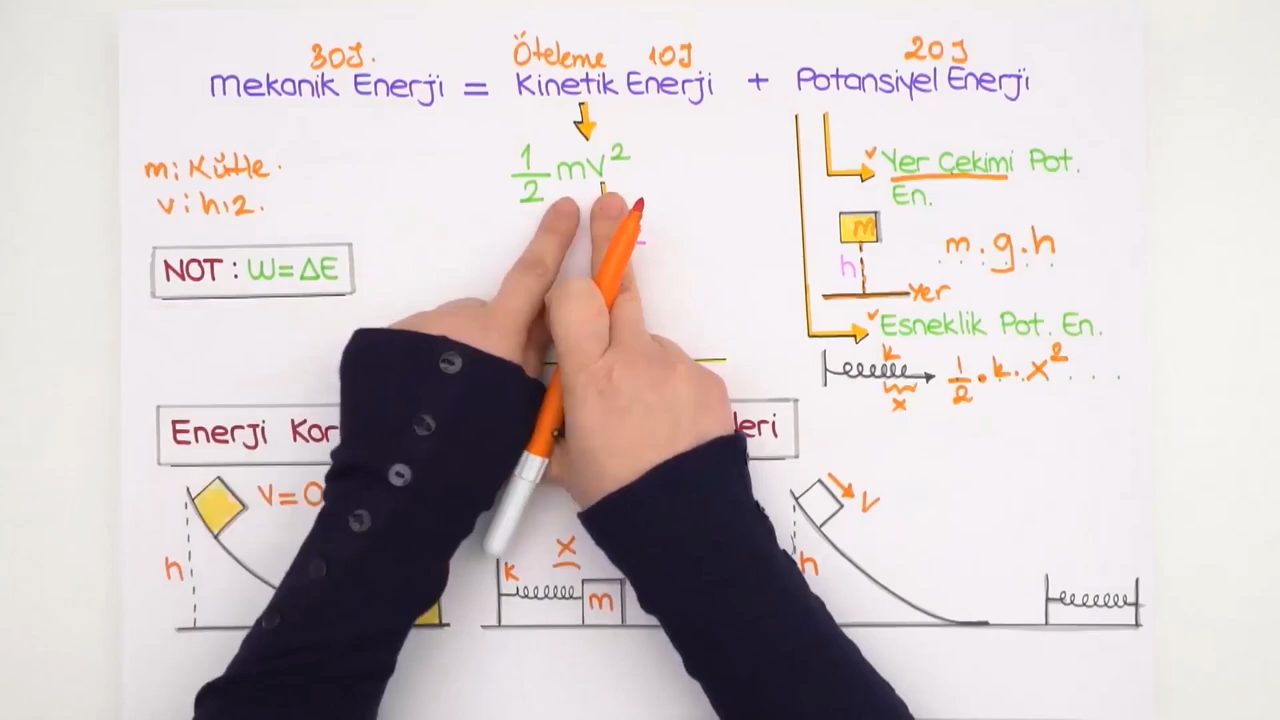 30J. Öteleme 10J 20J
Mekanik Enerji = Kinetik Enerji + Potansiyel Enerji
1/2 mv²
m: Kütle.
v: hız.
NOT: W=ΔE
Yer Çekimi Pot.
En.
m
h
m.g.h
Yer
Esneklik Pot. En.
k
x
1/2 . k . x²
Enerji Kor
leri
v=0
h
x
k
m
v
h